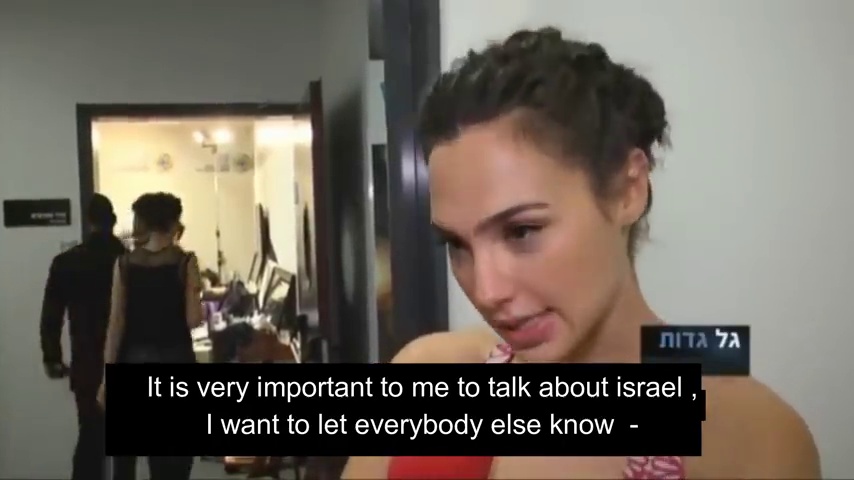 גל גדות
It is very important to me to talk about israel ,
I want to let everybody else know  -